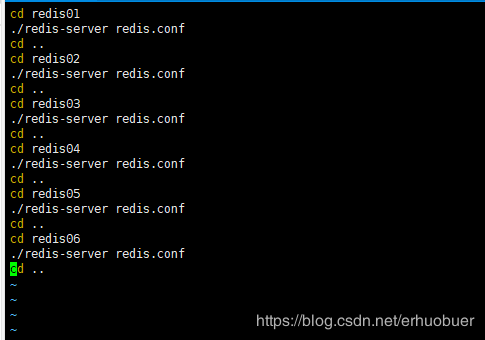 cd redis01
./redis-server redis.conf
cd ..
cd redis02
./redis-server redis.conf
cd ..
cd redis03
./redis-server redis.conf
cd ..
cd redis04
./redis-server redis.conf
cd ..
cd redis05
./redis-server redis.conf
cd ..
cd redis06
./redis-server redis.conf
cd ..
~
~
~
~
https://blog.csdn.net/erhuobuer